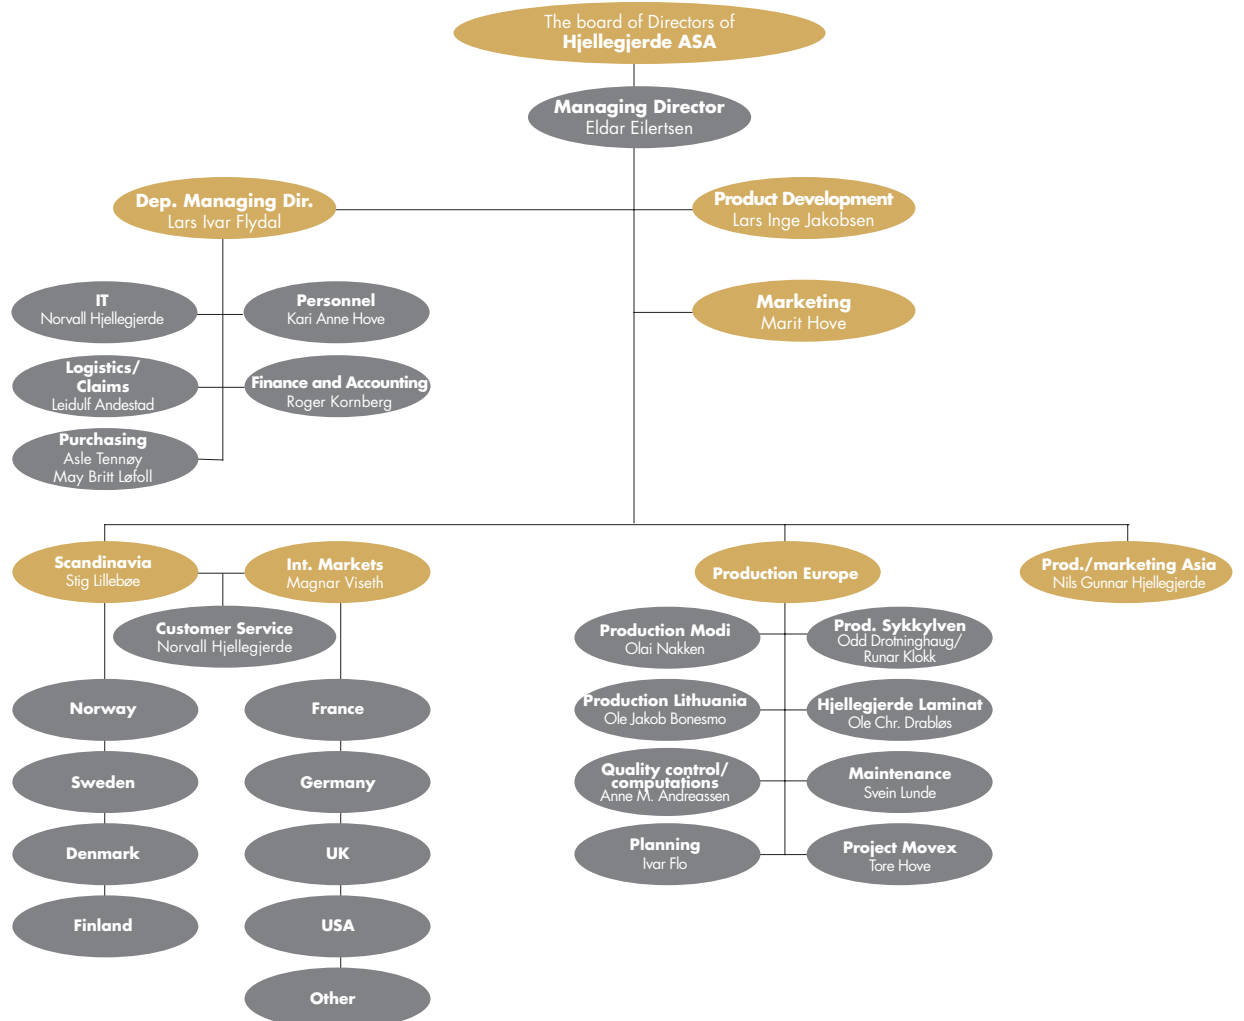 The board of Directors of
Hjellegjerde ASA
Managing Director
Eldar Eilertsen
Dep. Managing Dir.
Lars Ivar Flydal
Product Development
Lars Inge Jakobsen
IT
Norvall Hjellegjerde
Personnel
Kari Anne Hove
Marketing
Marit Hove
Logistics/
Claims
Leidulf Andestad
Finance and Accounting
Roger Kornberg
Purchasing
Asle Tennøy
May Britt Løfoll
Scandinavia
Stig Lillebøe
Int. Markets
Magnar Viseth
Production Europe
Prod./marketing Asia
Nils Gunnar Hjellegjerde
Customer Service
Norvall Hjellegjerde
Production Modi
Olai Nakken
Prod. Sykkylven
Odd Drotninghaug/
Runar Klokk
Norway
France
Production Lithuania
Ole Jakob Bonesmo
Hjellegjerde Laminat
Ole Chr. Drabløs
Sweden
Germany
Quality control/
computations
Anne M. Andreassen
Maintenance
Svein Lunde
Denmark
UK
Planning
Ivar Flo
Project Movex
Tore Hove
Finland
USA
Other